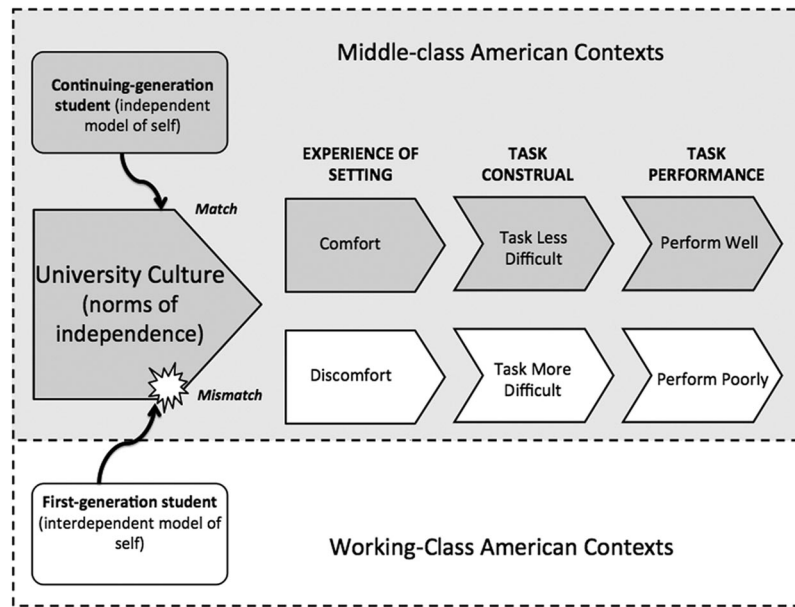 Middle-class American Contexts
Continuing-generation
student (independent
model of self)
EXPERIENCE OF
SETTING
TASK
CONSTRUAL
TASK
PERFORMANCE
Match
University Culture
(norms of
independence)
Comfort
Task Less
Difficult
Perform Well
Discomfort
Task More
Difficult
Perform Poorly
Mismatch
First-generation student
(interdependent model of
self)
Working-Class American Contexts